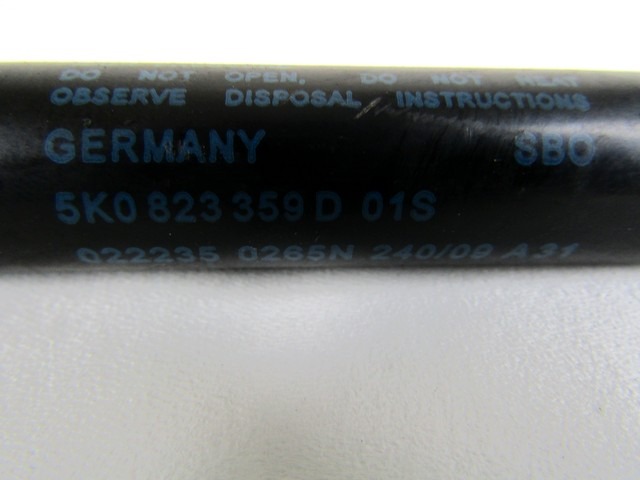 DO NOT OPEN, DO NOT HEAT
OBSERVE DISPOSAL INSTRUCTIONS
GERMANY SBO
5K0 823 359 D 01S
022235 0265N 240/09 A31